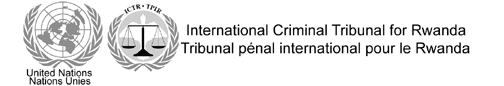 ICTR • TPIR
International Criminal Tribunal for Rwanda
Tribunal pénal international pour le Rwanda
United Nations
Nations Unies